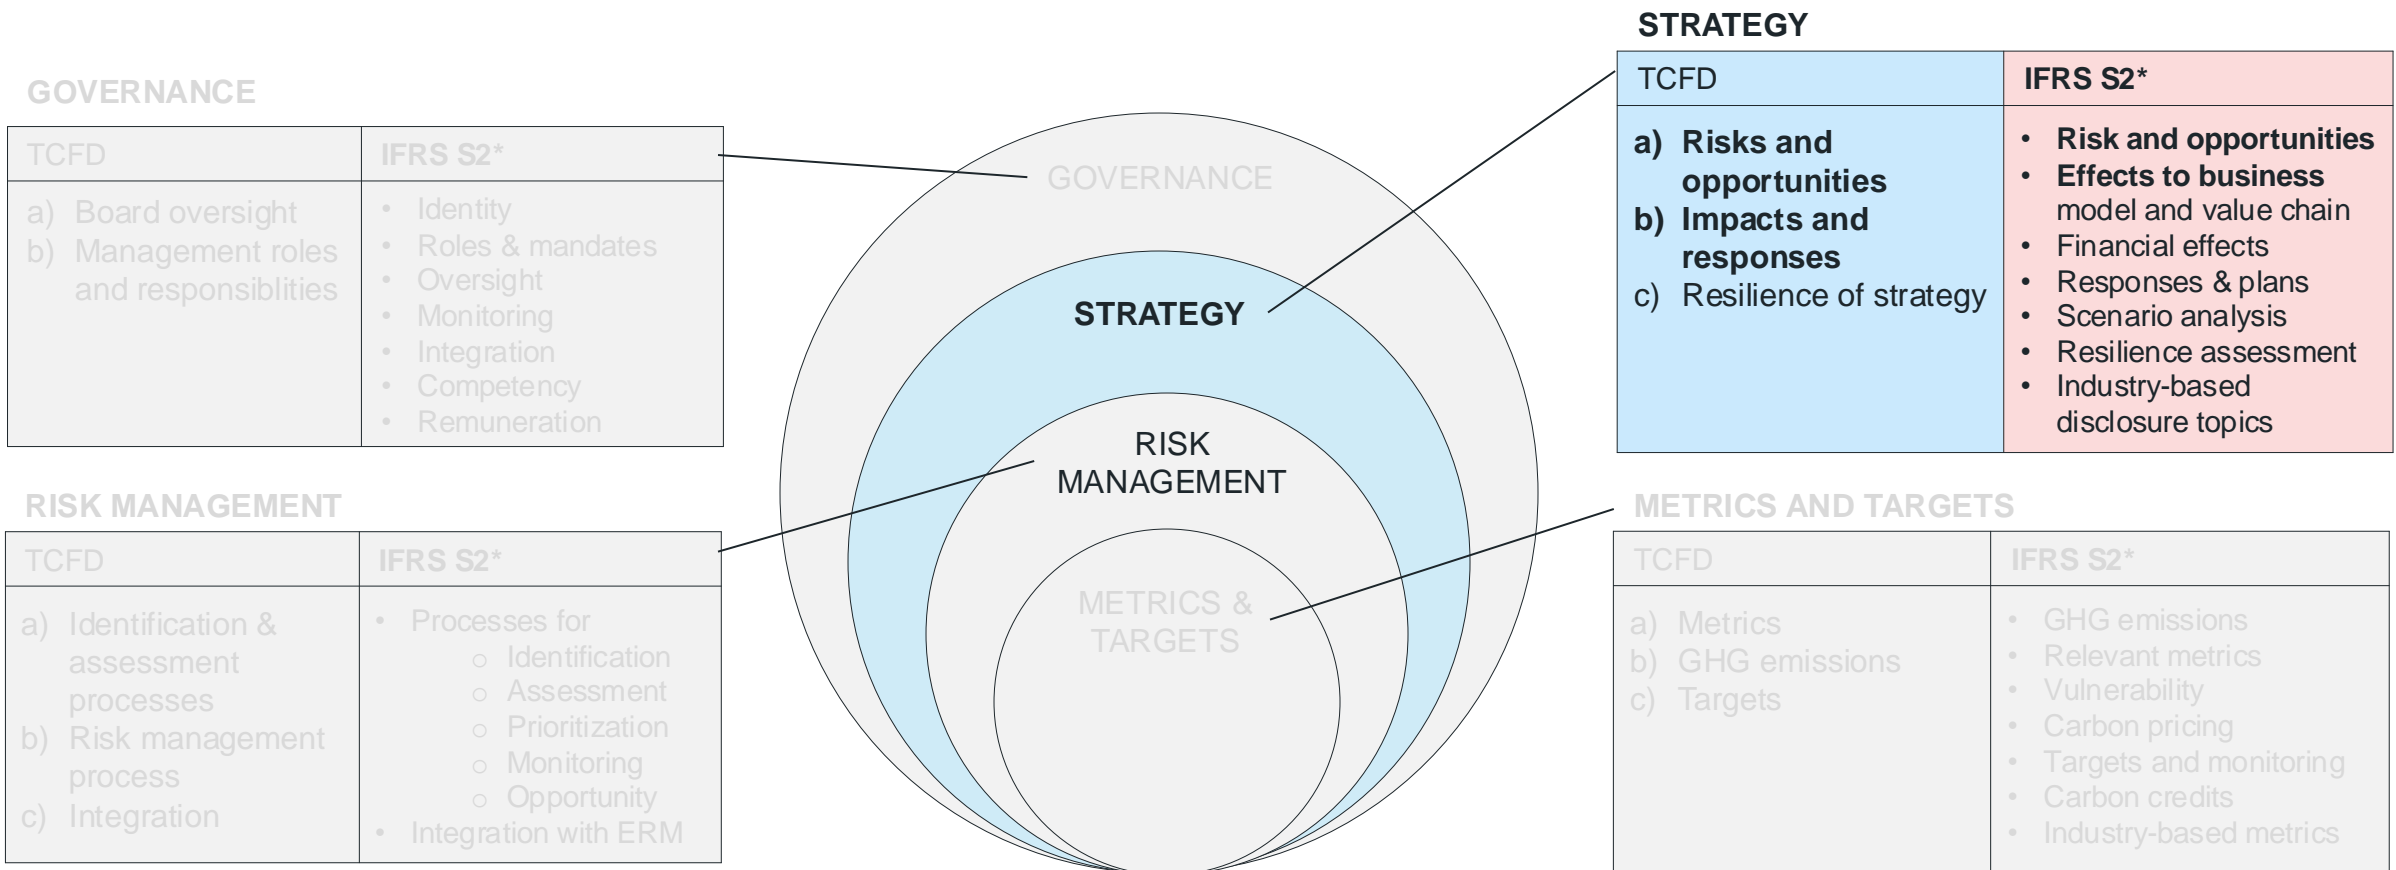 GOVERNANCE
TCFD
IFRS S2*
a) Board oversight
b) Management roles
and responsiblities
• Identity
• Roles & mandates
• Oversight
• Monitoring
• Integration
• Competency
• Remuneration
RISK MANAGEMENT
TCFD
IFRS S2*
a) Identification &
assessment
processes
b) Risk management
process
c) Integration
• Processes for
o Identification
o Assessment
o Prioritization
o Monitoring
o Opportunity
• Integration with ERM
GOVERNANCE
STRATEGY
RISK
MANAGEMENT
METRICS &
TARGETS
STRATEGY
TCFD
IFRS S2*
a) Risks and
opportunities
b) Impacts and
responses
c) Resilience of strategy
• Risk and opportunities
• Effects to business
model and value chain
• Financial effects
• Responses & plans
• Scenario analysis
• Resilience assessment
• Industry-based
disclosure topics
METRICS AND TARGETS
TCFD
IFRS S2*
a) Metrics
b) GHG emissions
c) Targets
• GHG emissions
• Relevant metrics
• Vulnerability
• Carbon pricing
• Targets and monitoring
• Carbon credits
• Industry-based metrics